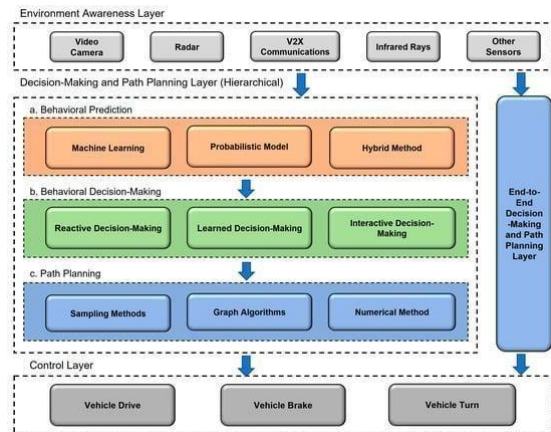 Environment Awareness Layer
Video
Camera
Radar
V2X
Communications
Infrared Rays
Other
Sensors
Decision-Making and Path Planning Layer (Hierarchical)
a. Behavioral Prediction
Machine Learning
Probabilistic Model
Hybrid Method
b. Behavioral Decision-Making
Reactive Decision-Making
Learned Decision-Making
Interactive Decision-
Making
c. Path Planning
Sampling Methods
Graph Algorithms
Numerical Method
End-to-
End
Decision
-Making
and Path
Planning
Layer
Control Layer
Vehicle Drive
Vehicle Brake
Vehicle Turn